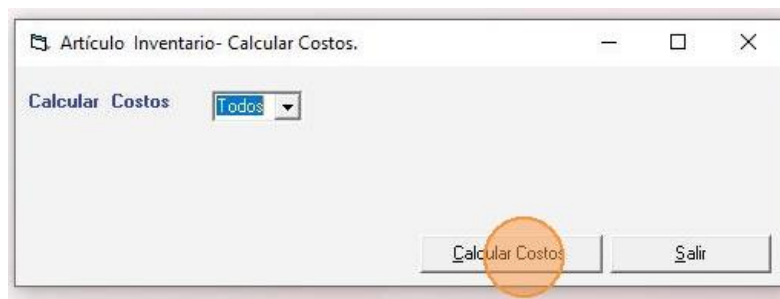 Artículo Inventario- Calcular Costos.
Calcular Costos Todos
Calcular Costos Salir